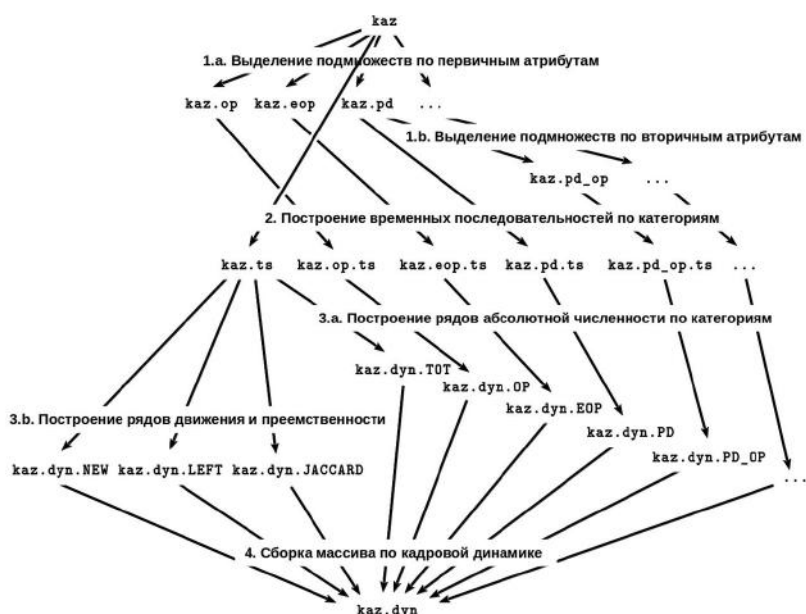 kaz
1.a. Выделение подмножеств по первичным атрибутам
kaz.op kaz.eop kaz.pd ...
1.b. Выделение подмножеств по вторичным атрибутам
kaz.pd_op ...
2. Построение временных последовательностей по категориям
kaz.ts kaz.op.ts kaz.eop.ts kaz.pd.ts kaz.pd_op.ts ...
3.a. Построение рядов абсолютной численности по категориям
kaz.dyn.TOT
kaz.dyn.OP
kaz.dyn.EOP
3.b. Построение рядов движения и преемственности
kaz.dyn.PD
kaz.dyn.PD_OP
kaz.dyn.NEW kaz.dyn.LEFT kaz.dyn.JACCARD
...
4. Сборка массива по кадровой динамике
kaz.dyn